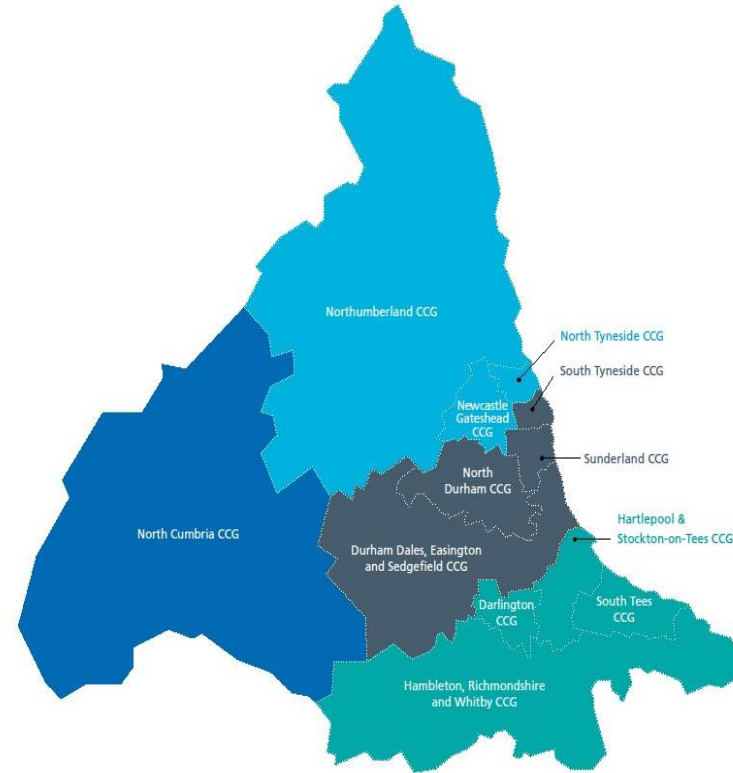 Northumberland CCG
North Tyneside CCG
South Tyneside CCG
Newcastle
Gateshead
CCG
Sunderland CCG
North
Durham CCG
Hartlepool &
Stockton-on-Tees CCG
North Cumbria CCG
Durham Dales, Easington
and Sedgefield CCG
Darlington
CCG
South Tees
CCG
Hambleton, Richmondshire
and Whitby CCG